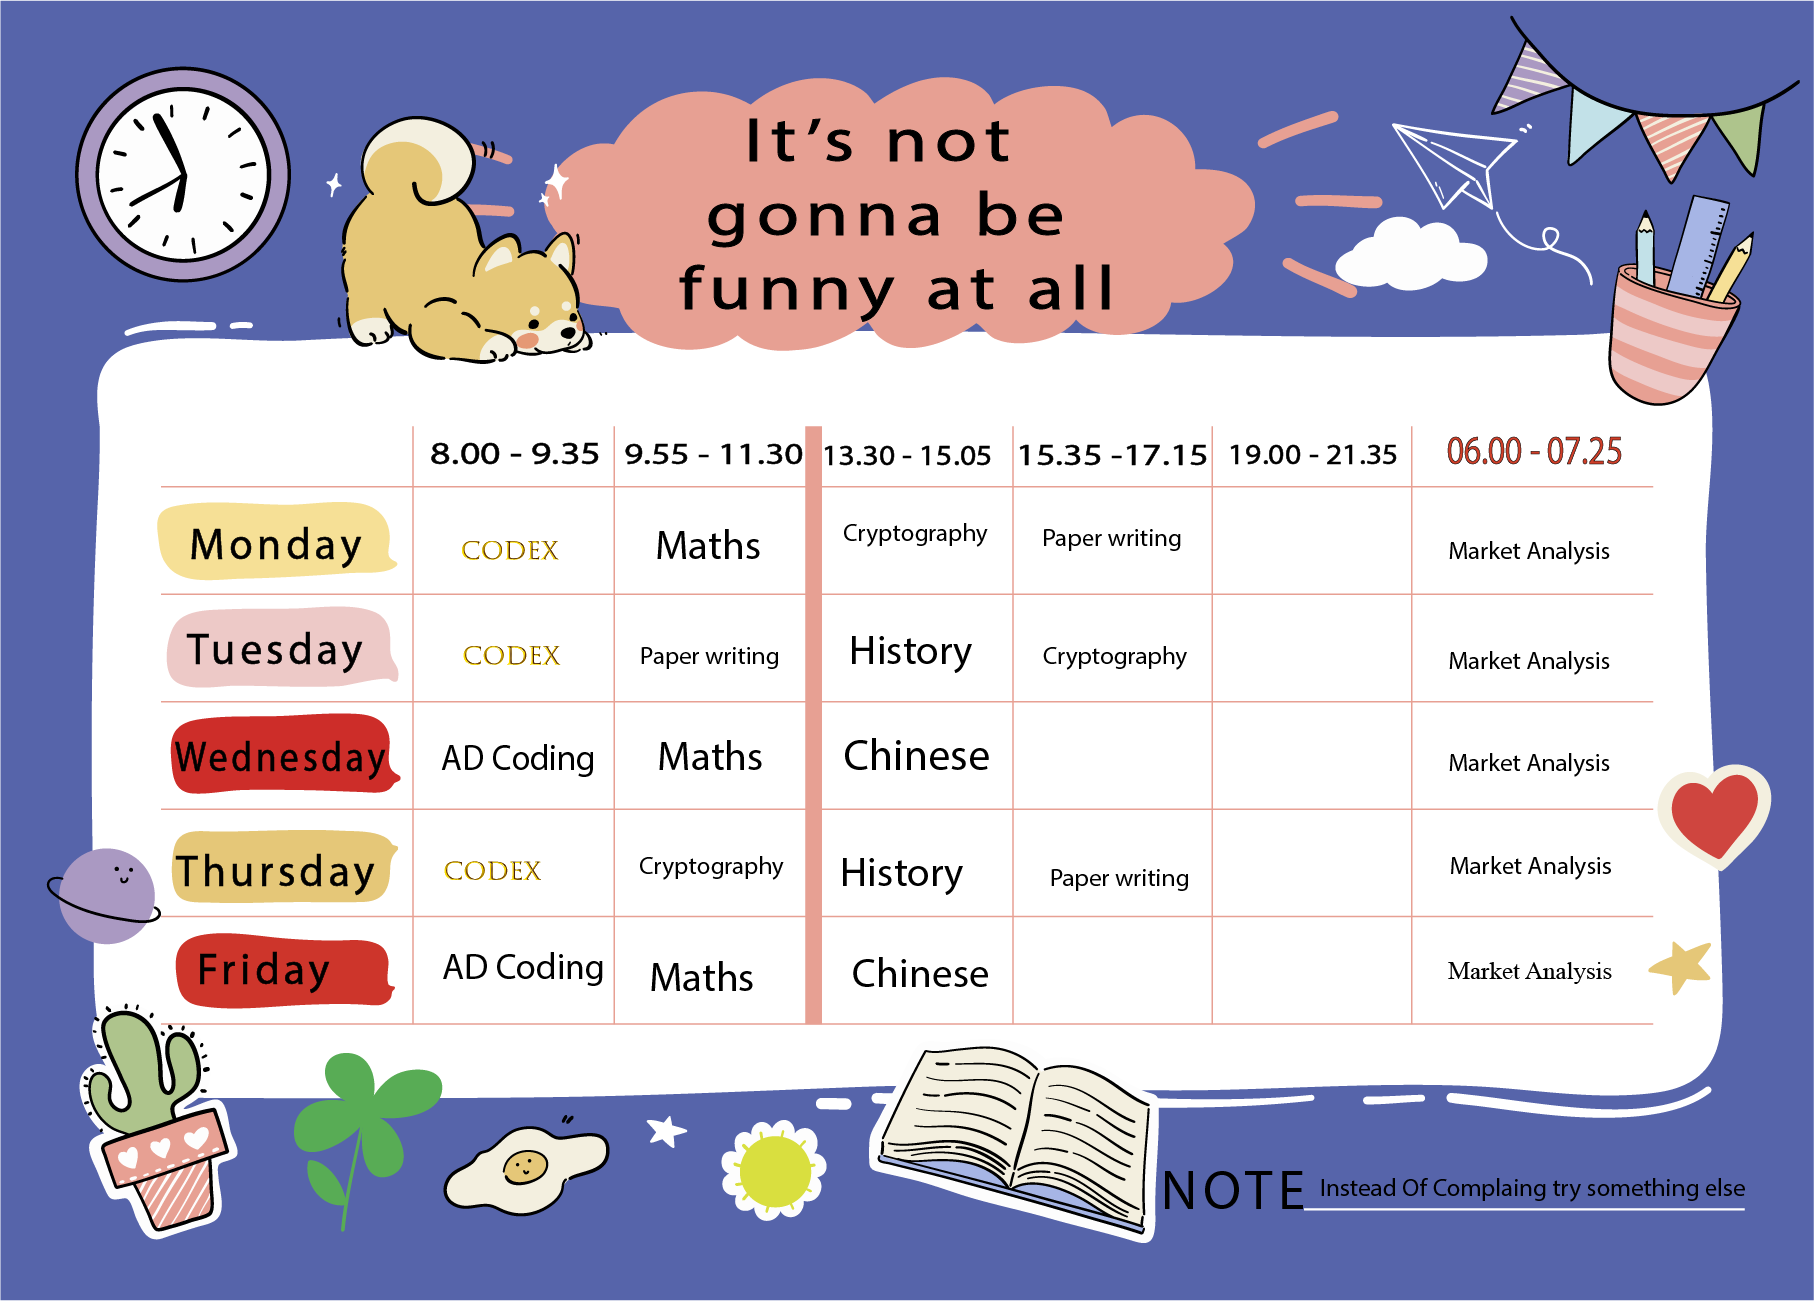 It's not
gonna be
funny at all
8.00 - 9.35 9.55 - 11.30 13.30 - 15.05 15.35 -17.15 19.00 - 21.35 06.00 - 07.25
Monday CODEX Maths Cryptography Paper writing Market Analysis
Tuesday CODEX Paper writing History Cryptography Market Analysis
Wednesday AD Coding Maths Chinese Market Analysis
Thursday CODEX Cryptography History Paper writing Market Analysis
Friday AD Coding Maths Chinese Market Analysis
NOTE Instead Of Complaing try something else